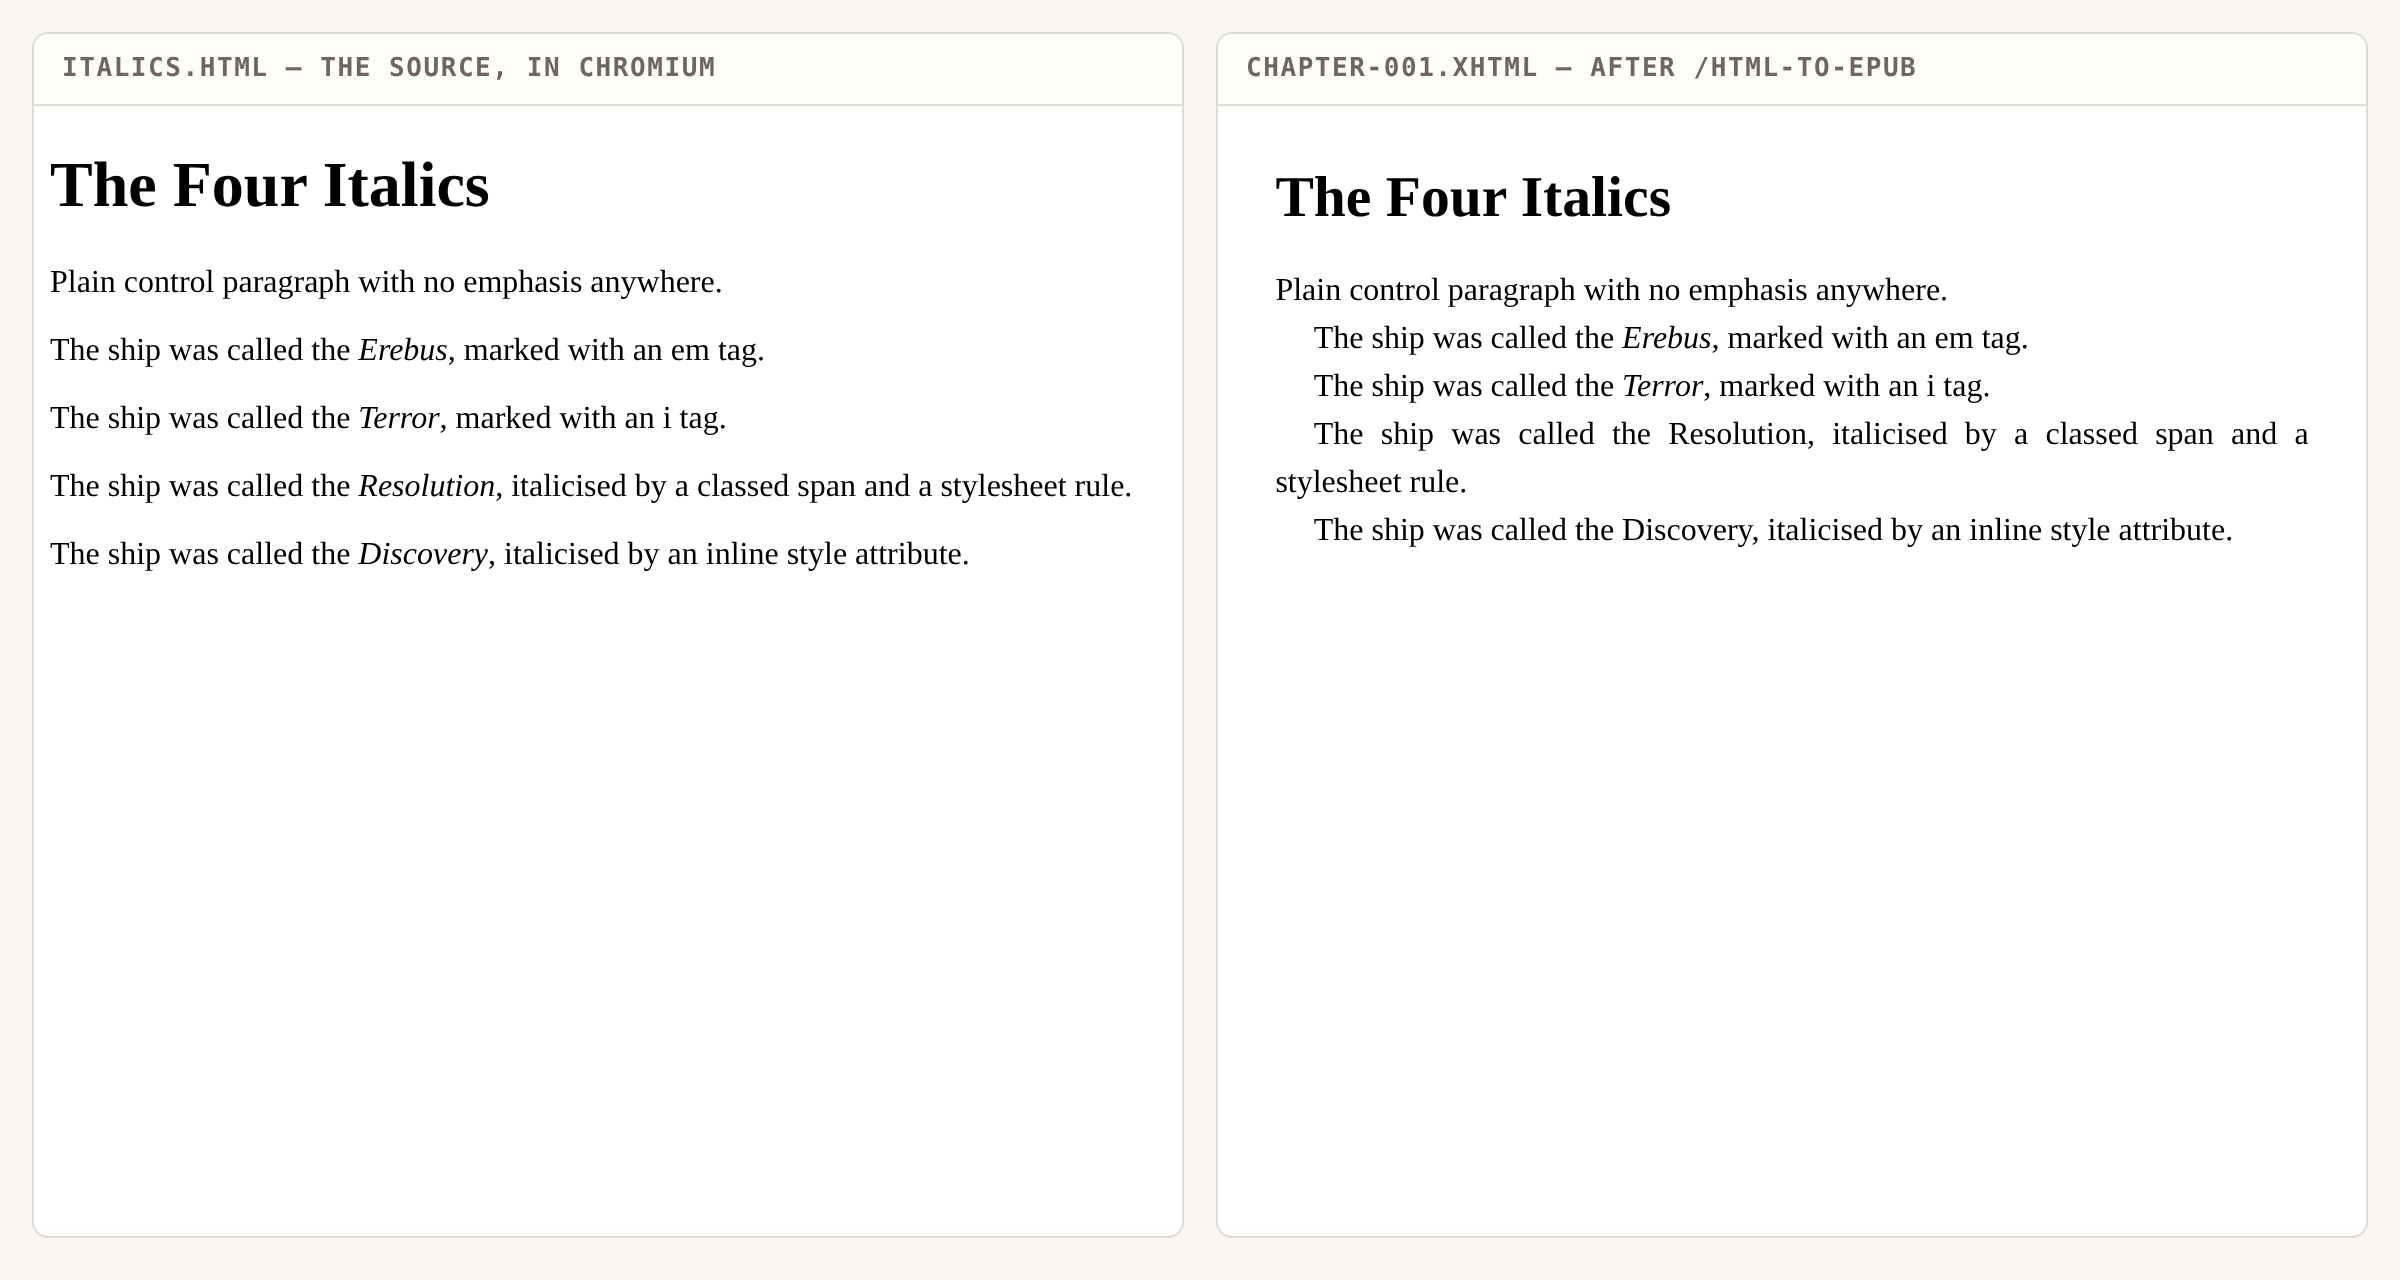 ITALICS.HTML — THE SOURCE, IN CHROMIUM
The Four Italics
Plain control paragraph with no emphasis anywhere.
The ship was called the Erebus, marked with an em tag.
The ship was called the Terror, marked with an i tag.
The ship was called the Resolution, italicised by a classed span and a stylesheet rule.
The ship was called the Discovery, italicised by an inline style attribute.
CHAPTER-001.XHTML — AFTER /HTML-TO-EPUB
The Four Italics
Plain control paragraph with no emphasis anywhere.
The ship was called the Erebus, marked with an em tag.
The ship was called the Terror, marked with an i tag.
The ship was called the Resolution, italicised by a classed span and a
stylesheet rule.
The ship was called the Discovery, italicised by an inline style attribute.